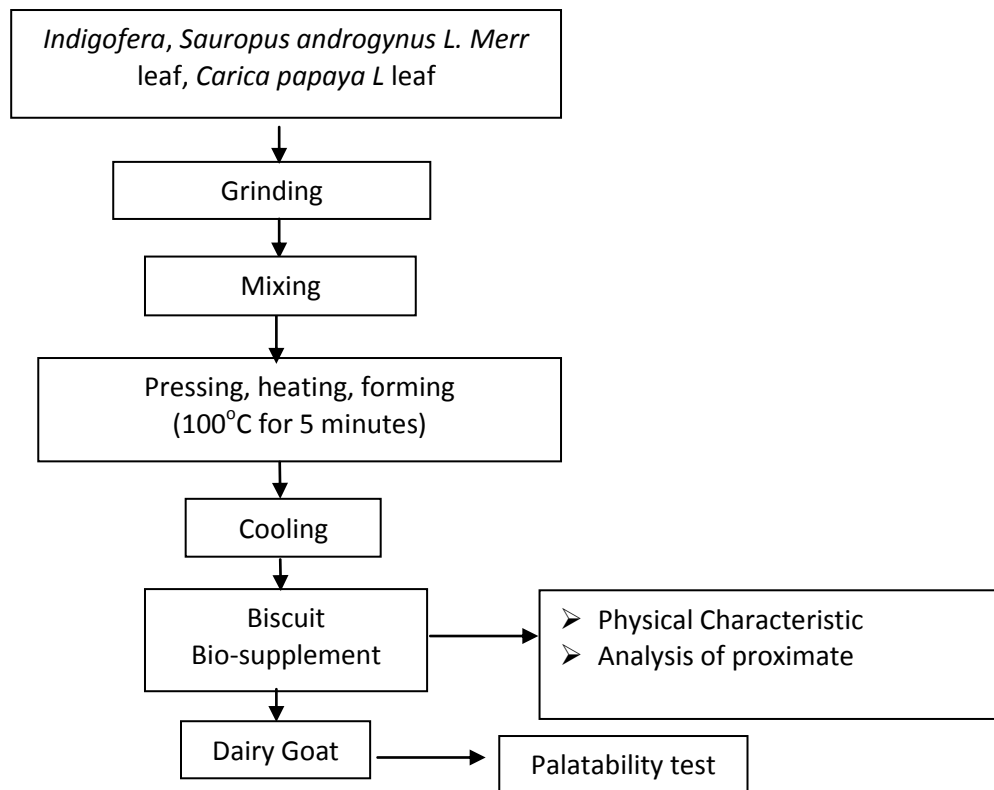 Indigofera, Sauropus androgynus L. Merr
leaf, Carica papaya L leaf
Grinding
Mixing
Pressing, heating, forming
(100°C for 5 minutes)
Cooling
Biscuit
Bio-supplement
➢ Physical Characteristic
➢ Analysis of proximate
Dairy Goat
Palatability test